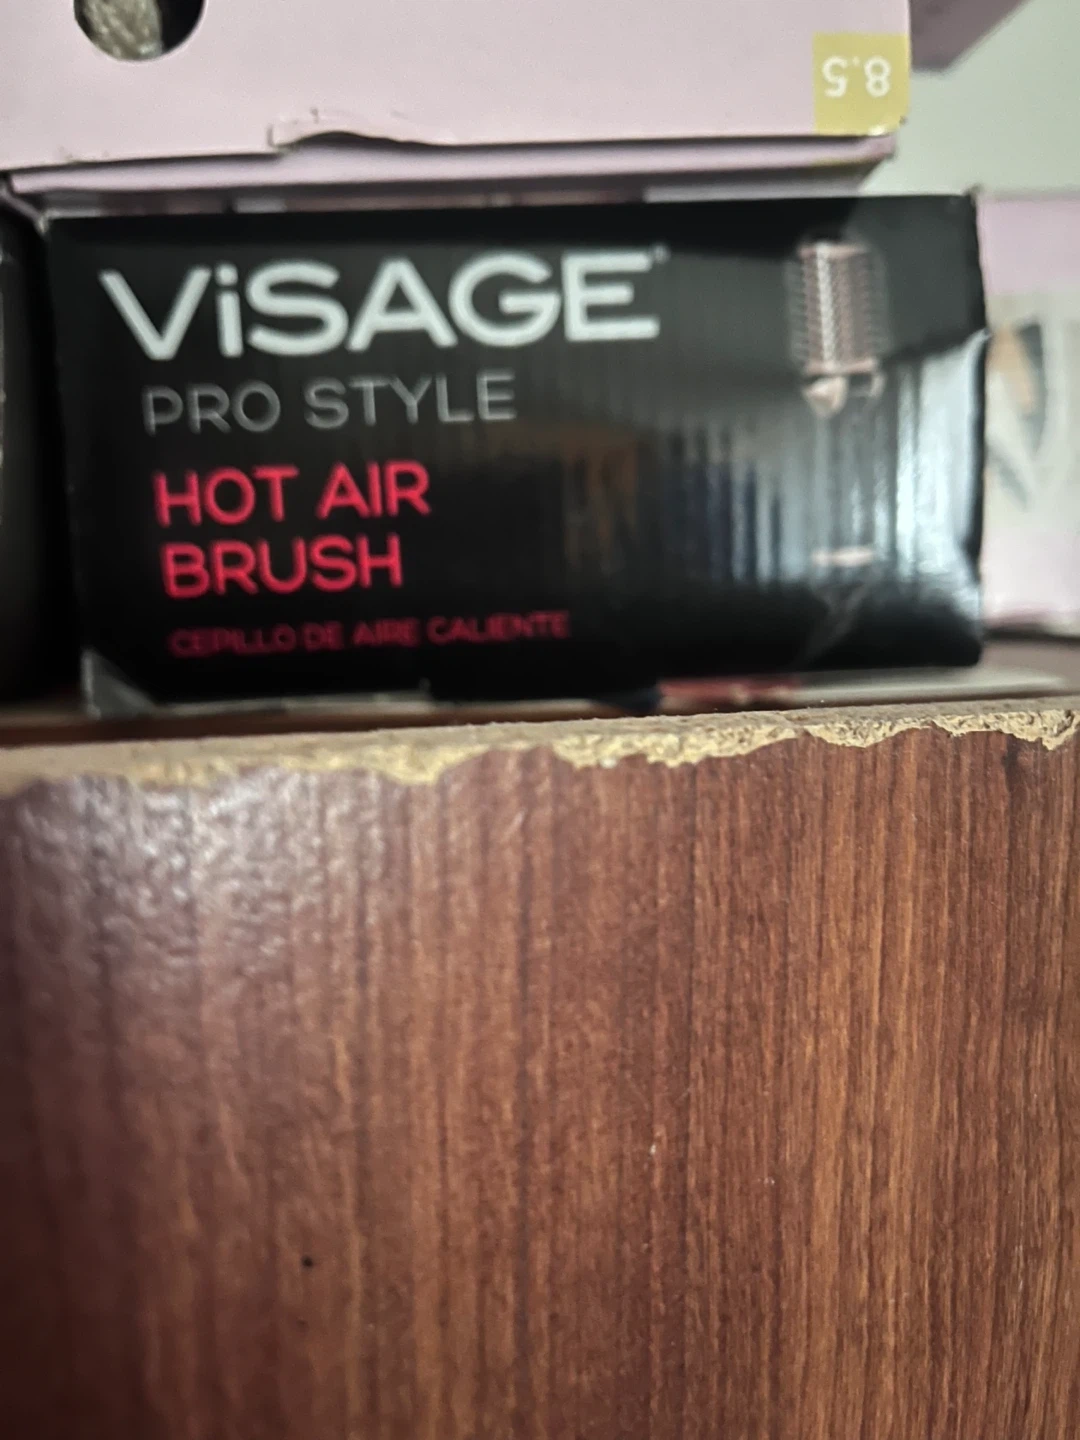 8.5
ViSAGE
PRO STYLE
HOT AIR
BRUSH
CEPILLO DE AIRE CALIENTE